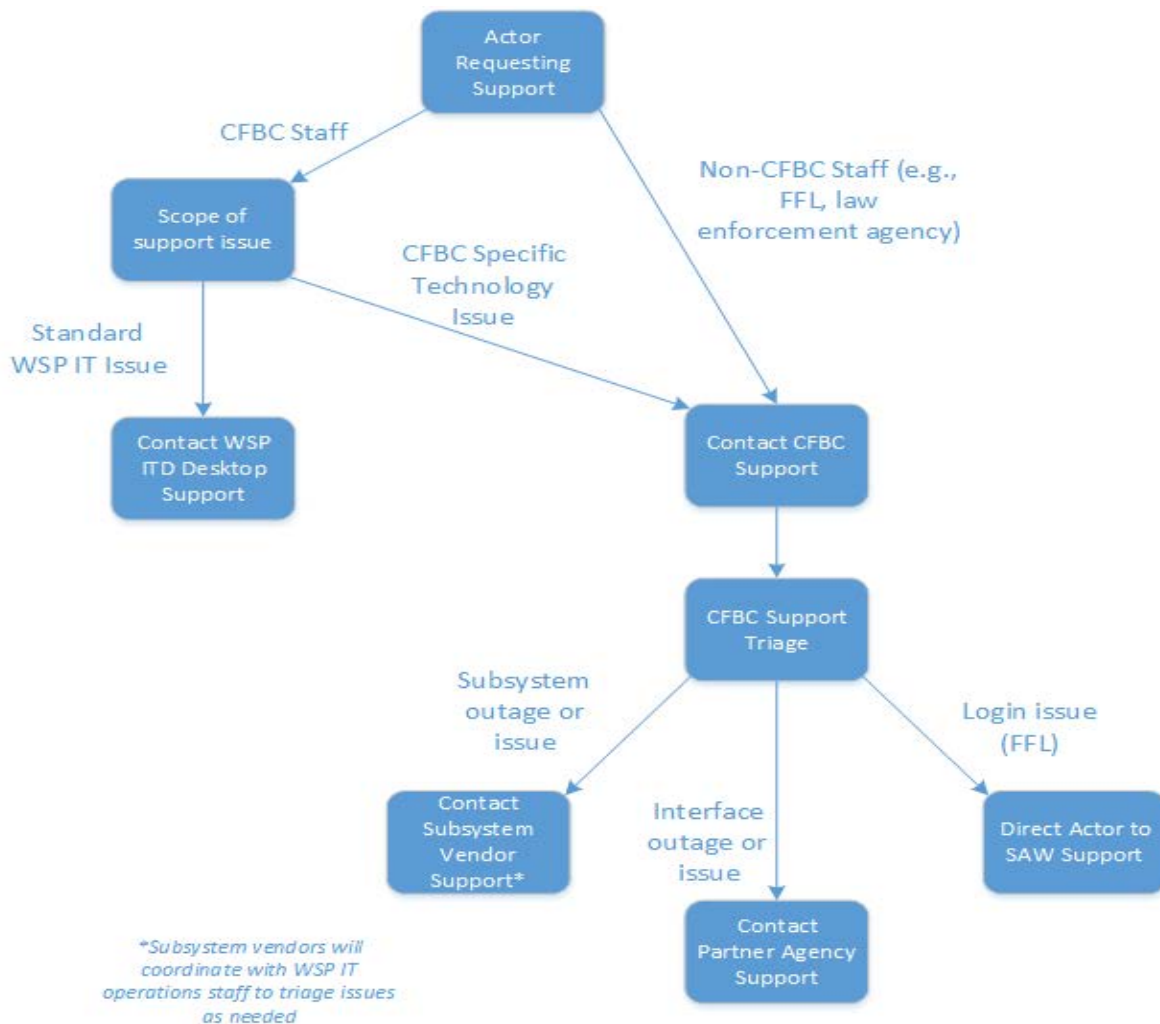 Actor
Requesting
Support
CFBC Staff
Non-CFBC Staff (e.g.,
FFL, law
enforcement agency)
Scope of
support issue
CFBC Specific
Technology
Issue
Standard
WSP IT Issue
Contact WSP
ITD Desktop
Support
Contact CFBC
Support
CFBC Support
Triage
Subsystem
outage or
issue
Login issue
(FFL)
Interface
outage or
issue
Contact
Subsystem
Vendor
Support*
Direct Actor to
SAW Support
Contact
Partner Agency
Support
*Subsystem vendors will
coordinate with WSP IT
operations staff to triage issues
as needed